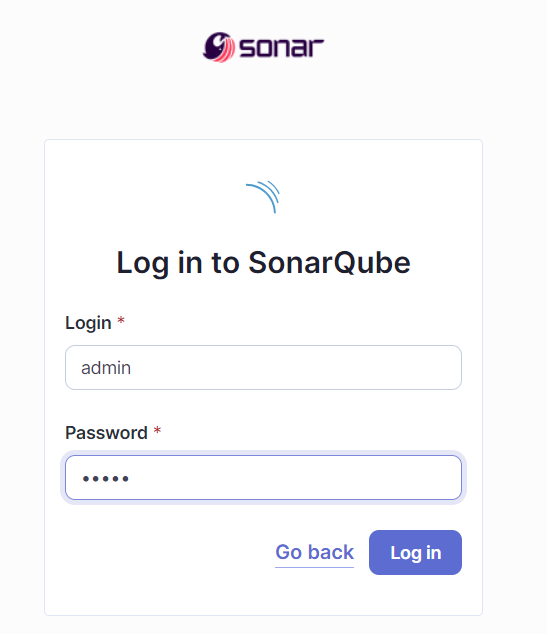 sonar
Log in to SonarQube
Login *
admin
Password *
•••••
Go back Log in